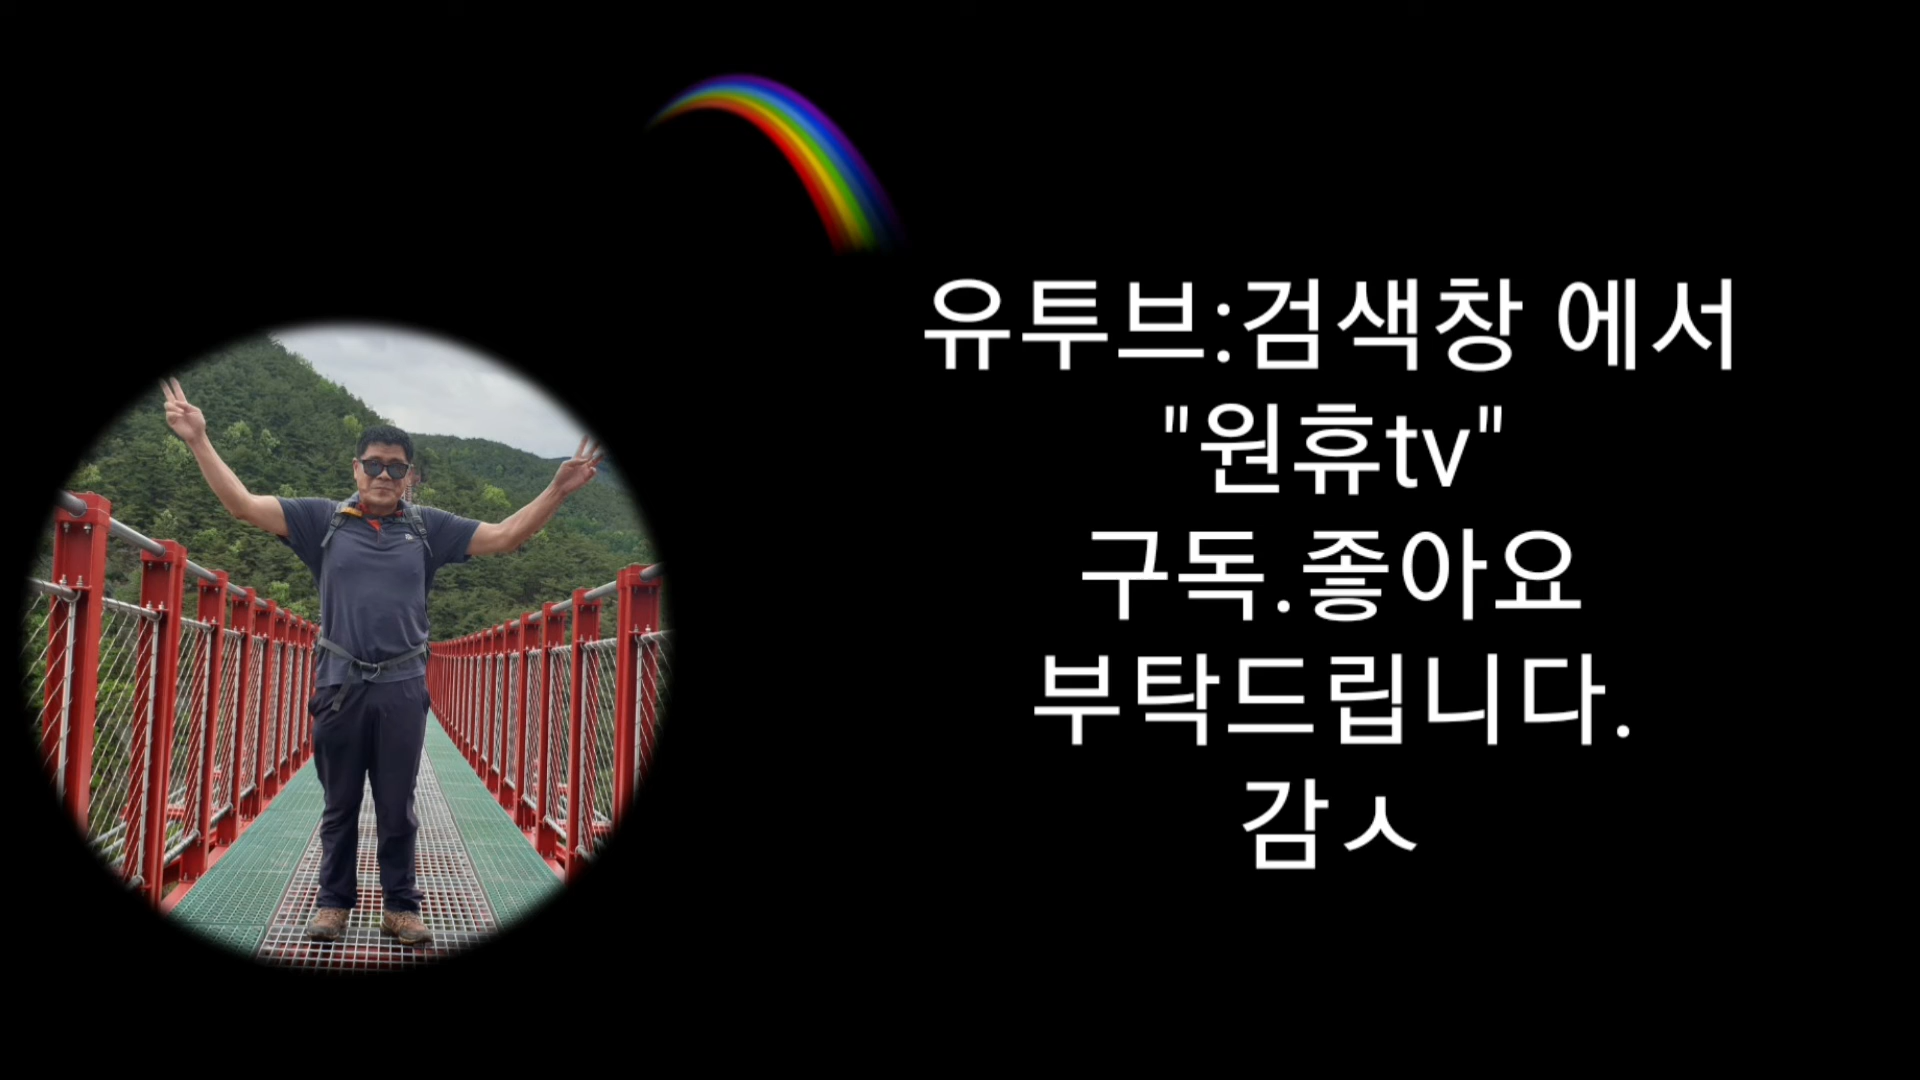 유투브:검색창 에서
"원휴tv"
구독.좋아요
부탁드립니다.
감ㅅ